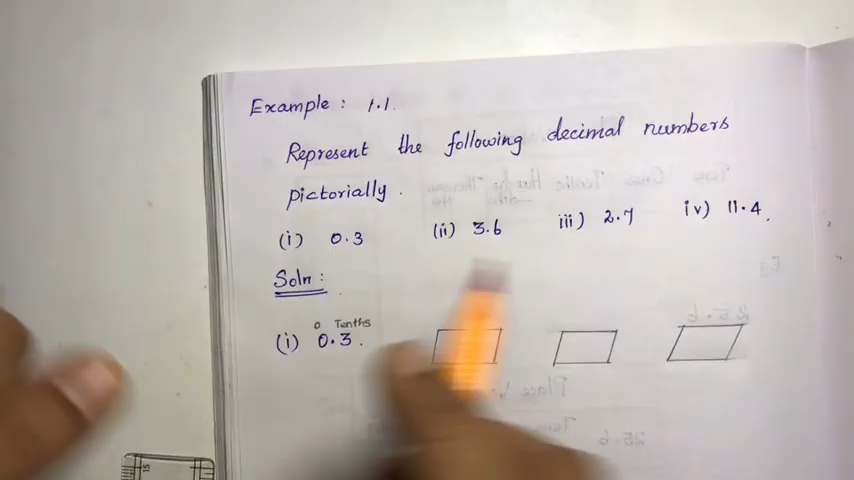 Example : 1.1.
Represent the following decimal numbers
pictorially .
(i) 0.3 (ii) 3.6 iii) 2.7 iv) 11.4 .
Soln :
0 Tenths
(i) 0.3 .